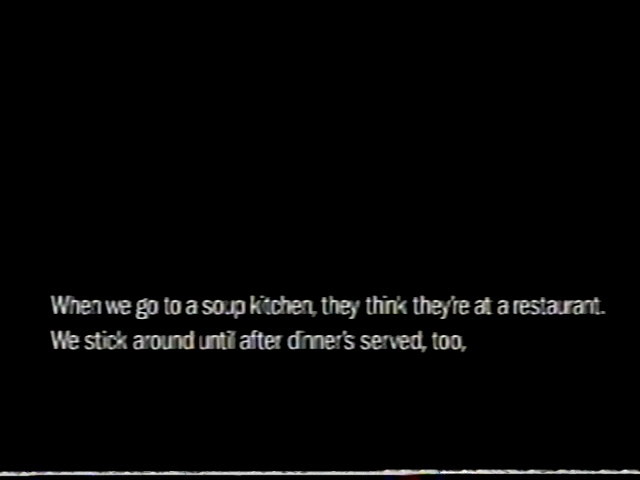 When we go to a soup kitchen, they think they're at a restaurant.
We stick around until after dinner's served, too,